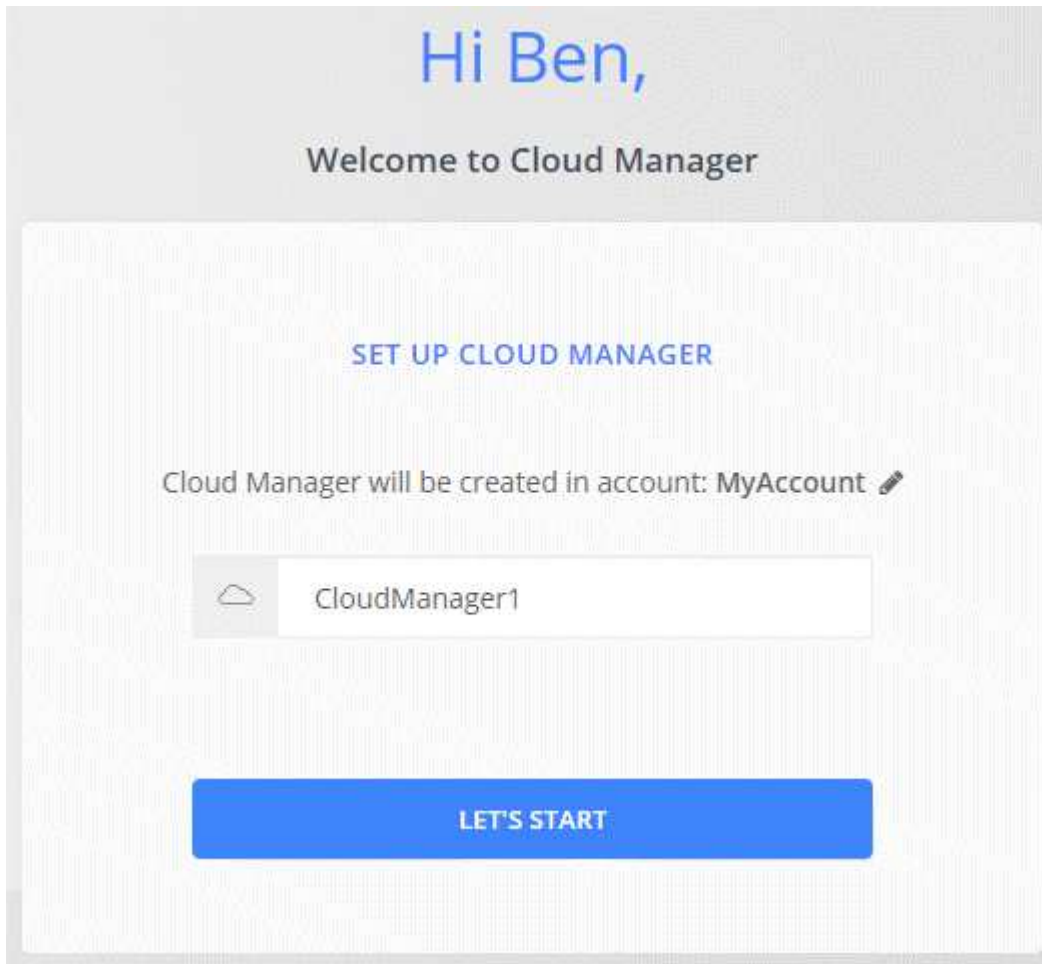 Hi Ben,
Welcome to Cloud Manager
SET UP CLOUD MANAGER
Cloud Manager will be created in account: MyAccount
CloudManager1
LET'S START